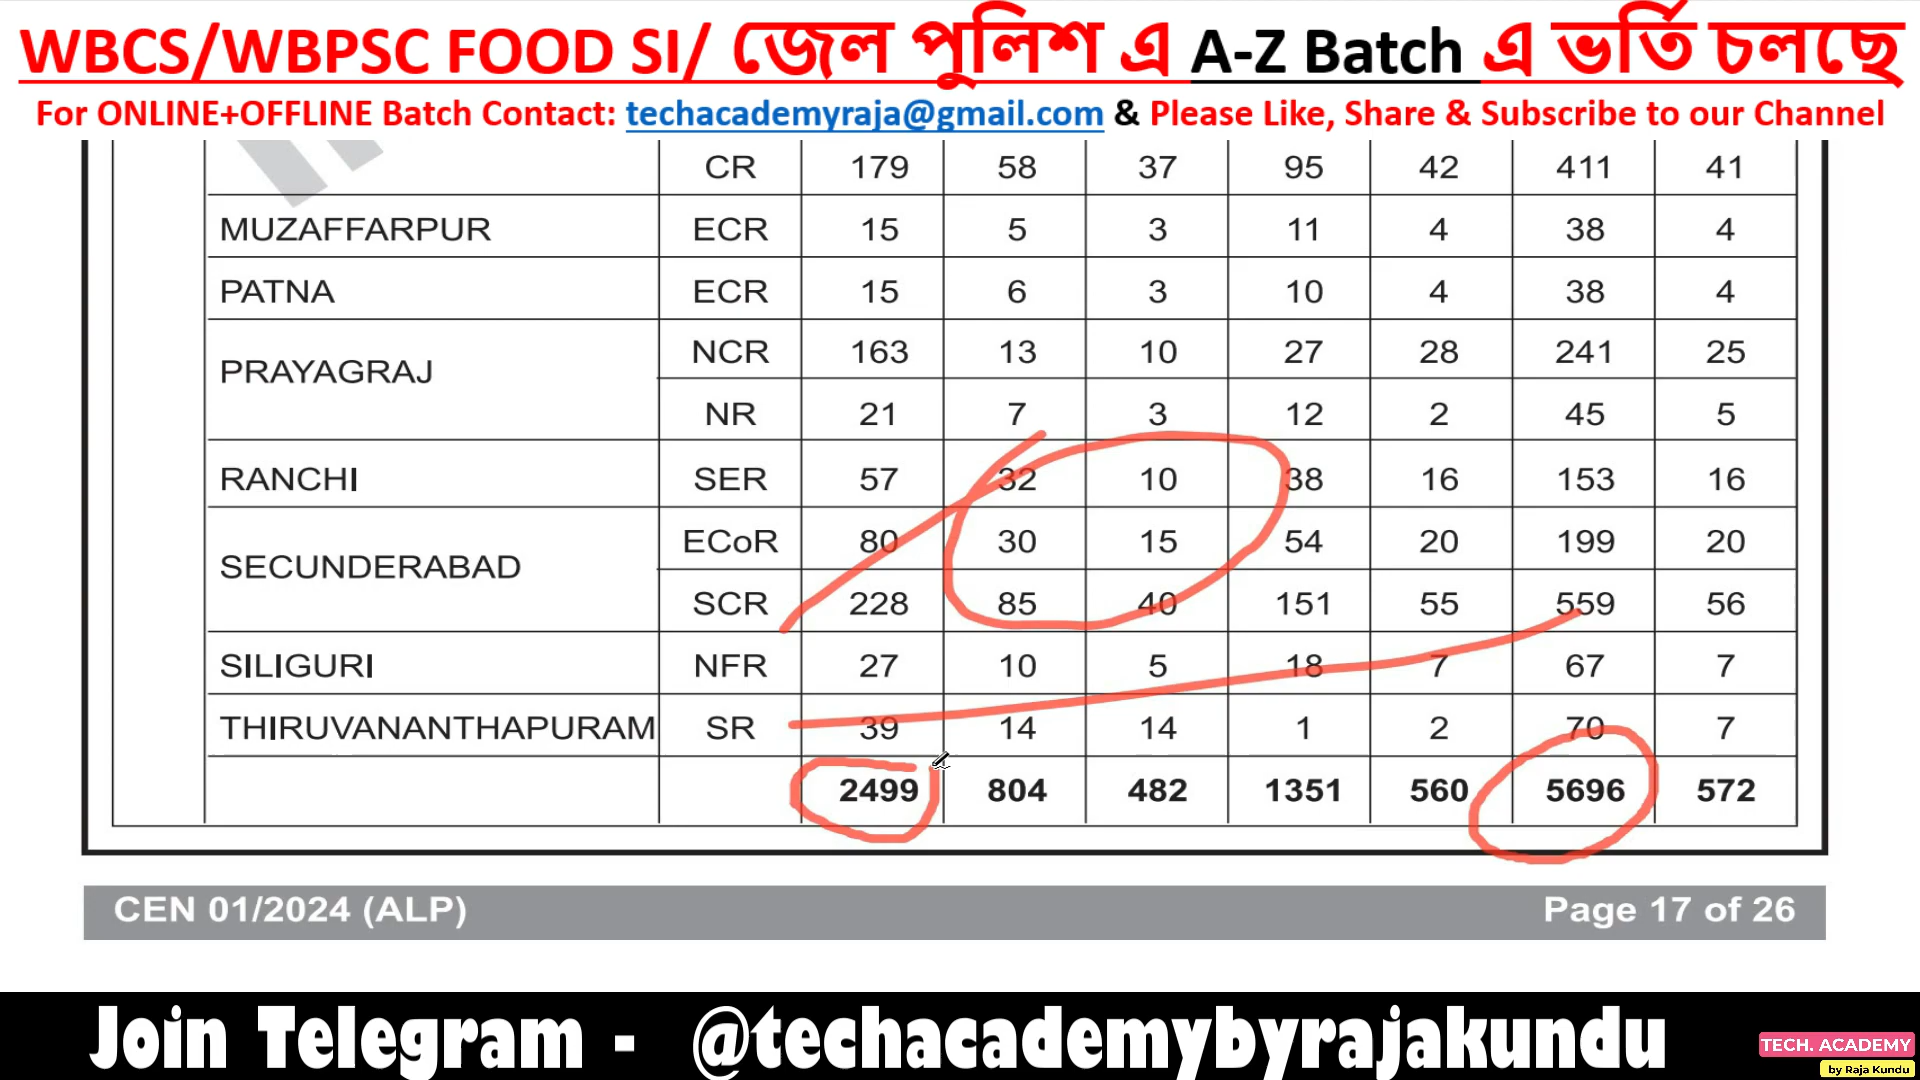 WBCS/WBPSC FOOD SI/ জেল পুলিশ এ A-Z Batch এ ভর্তি চলছে
For ONLINE+OFFLINE Batch Contact: techacademyraja@gmail.com & Please Like, Share & Subscribe to our Channel
CR 179 58 37 95 42 411 41
MUZAFFARPUR ECR 15 5 3 11 4 38 4
PATNA ECR 15 6 3 10 4 38 4
PRAYAGRAJ NCR 163 13 10 27 28 241 25
NR 21 7 3 12 2 45 5
RANCHI SER 57 32 10 38 16 153 16
SECUNDERABAD ECoR 80 30 15 54 20 199 20
SCR 228 85 40 151 55 559 56
SILIGURI NFR 27 10 5 18 7 67 7
THIRUVANANTHAPURAM SR 39 14 14 1 2 70 7
2499 804 482 1351 560 5696 572
CEN 01/2024 (ALP) Page 17 of 26
Join Telegram - @techacademybyrajakundu
TECH. ACADEMY
by Raja Kundu